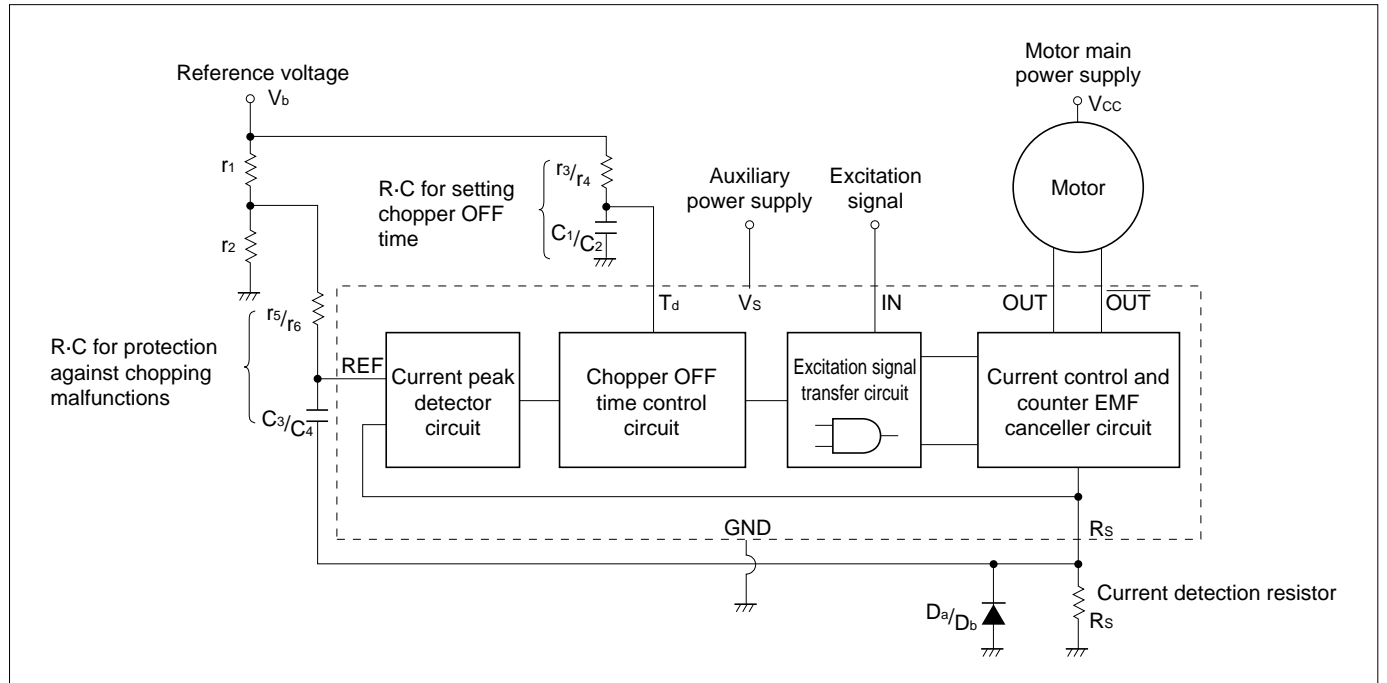 Motor main
power supply
VCC
Reference voltage
Vb
r1
r3/r4
R·C for setting
chopper OFF
time
C1/C2
Auxiliary
power supply
Excitation
signal
Motor
r2
r5/r6
Td
VS
IN
OUT
OUT
R·C for protection
against chopping
malfunctions
REF
Current peak
detector
circuit
Chopper OFF
time control
circuit
Excitation signal
transfer circuit
Current control and
counter EMF
canceller circuit
C3/C4
GND
RS
Da/Db
Current detection resistor
RS